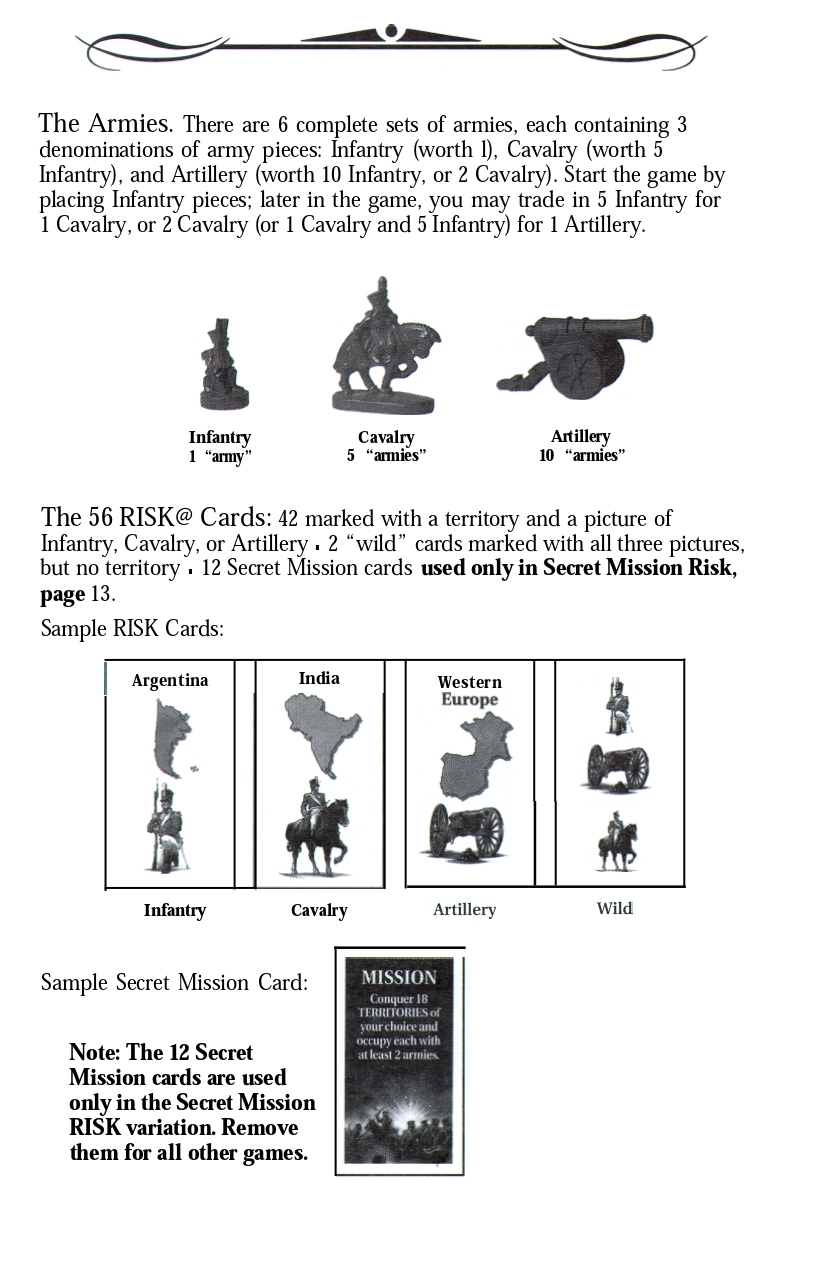 The Armies. There are 6 complete sets of armies, each containing 3
denominations of army pieces: Infantry (worth l), Cavalry (worth 5
Infantry), and Artillery (worth 10 Infantry, or 2 Cavalry). Start the game by
placing Infantry pieces; later in the game, you may trade in 5 Infantry for
1 Cavalry, or 2 Cavalry (or 1 Cavalry and 5 Infantry) for 1 Artillery.
Infantry
1 “army”
Cavalry
5 “armies”
Artillery
10 “armies”
The 56 RISK@ Cards: 42 marked with a territory and a picture of
Infantry, Cavalry, or Artillery ▪ 2 “wild” cards marked with all three pictures,
but no territory ▪ 12 Secret Mission cards used only in Secret Mission Risk,
page 13.
Sample RISK Cards:
Argentina
India
Western
Europe
Infantry
Cavalry
Artillery
Wild
Sample Secret Mission Card:
MISSION
Conquer 18
TERRITORIES of
your choice and
occupy each with
at least 2 armies.
Note: The 12 Secret
Mission cards are used
only in the Secret Mission
RISK variation. Remove
them for all other games.